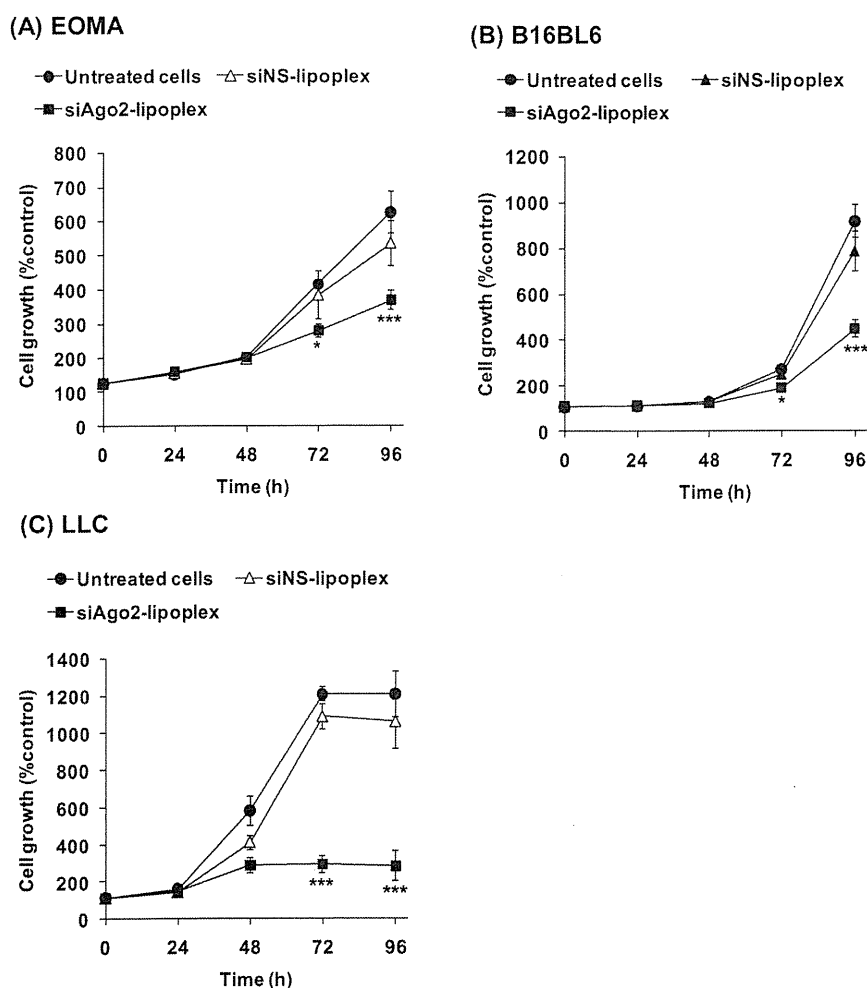 (A) EOMA
Untreated cells
siNS-lipoplex
siAgo2-lipoplex
Cell growth (%control)
800
700
600
500
400
300
200
100
0
*
***
0 24 48 72 96
Time (h)
(B) B16BL6
Untreated cells
siNS-lipoplex
siAgo2-lipoplex
Cell growth (%control)
1200
1000
800
600
400
200
0
*
***
0 24 48 72 96
Time (h)
(C) LLC
Untreated cells
siNS-lipoplex
siAgo2-lipoplex
Cell growth (%control)
1400
1200
1000
800
600
400
200
0
***
***
0 24 48 72 96
Time (h)